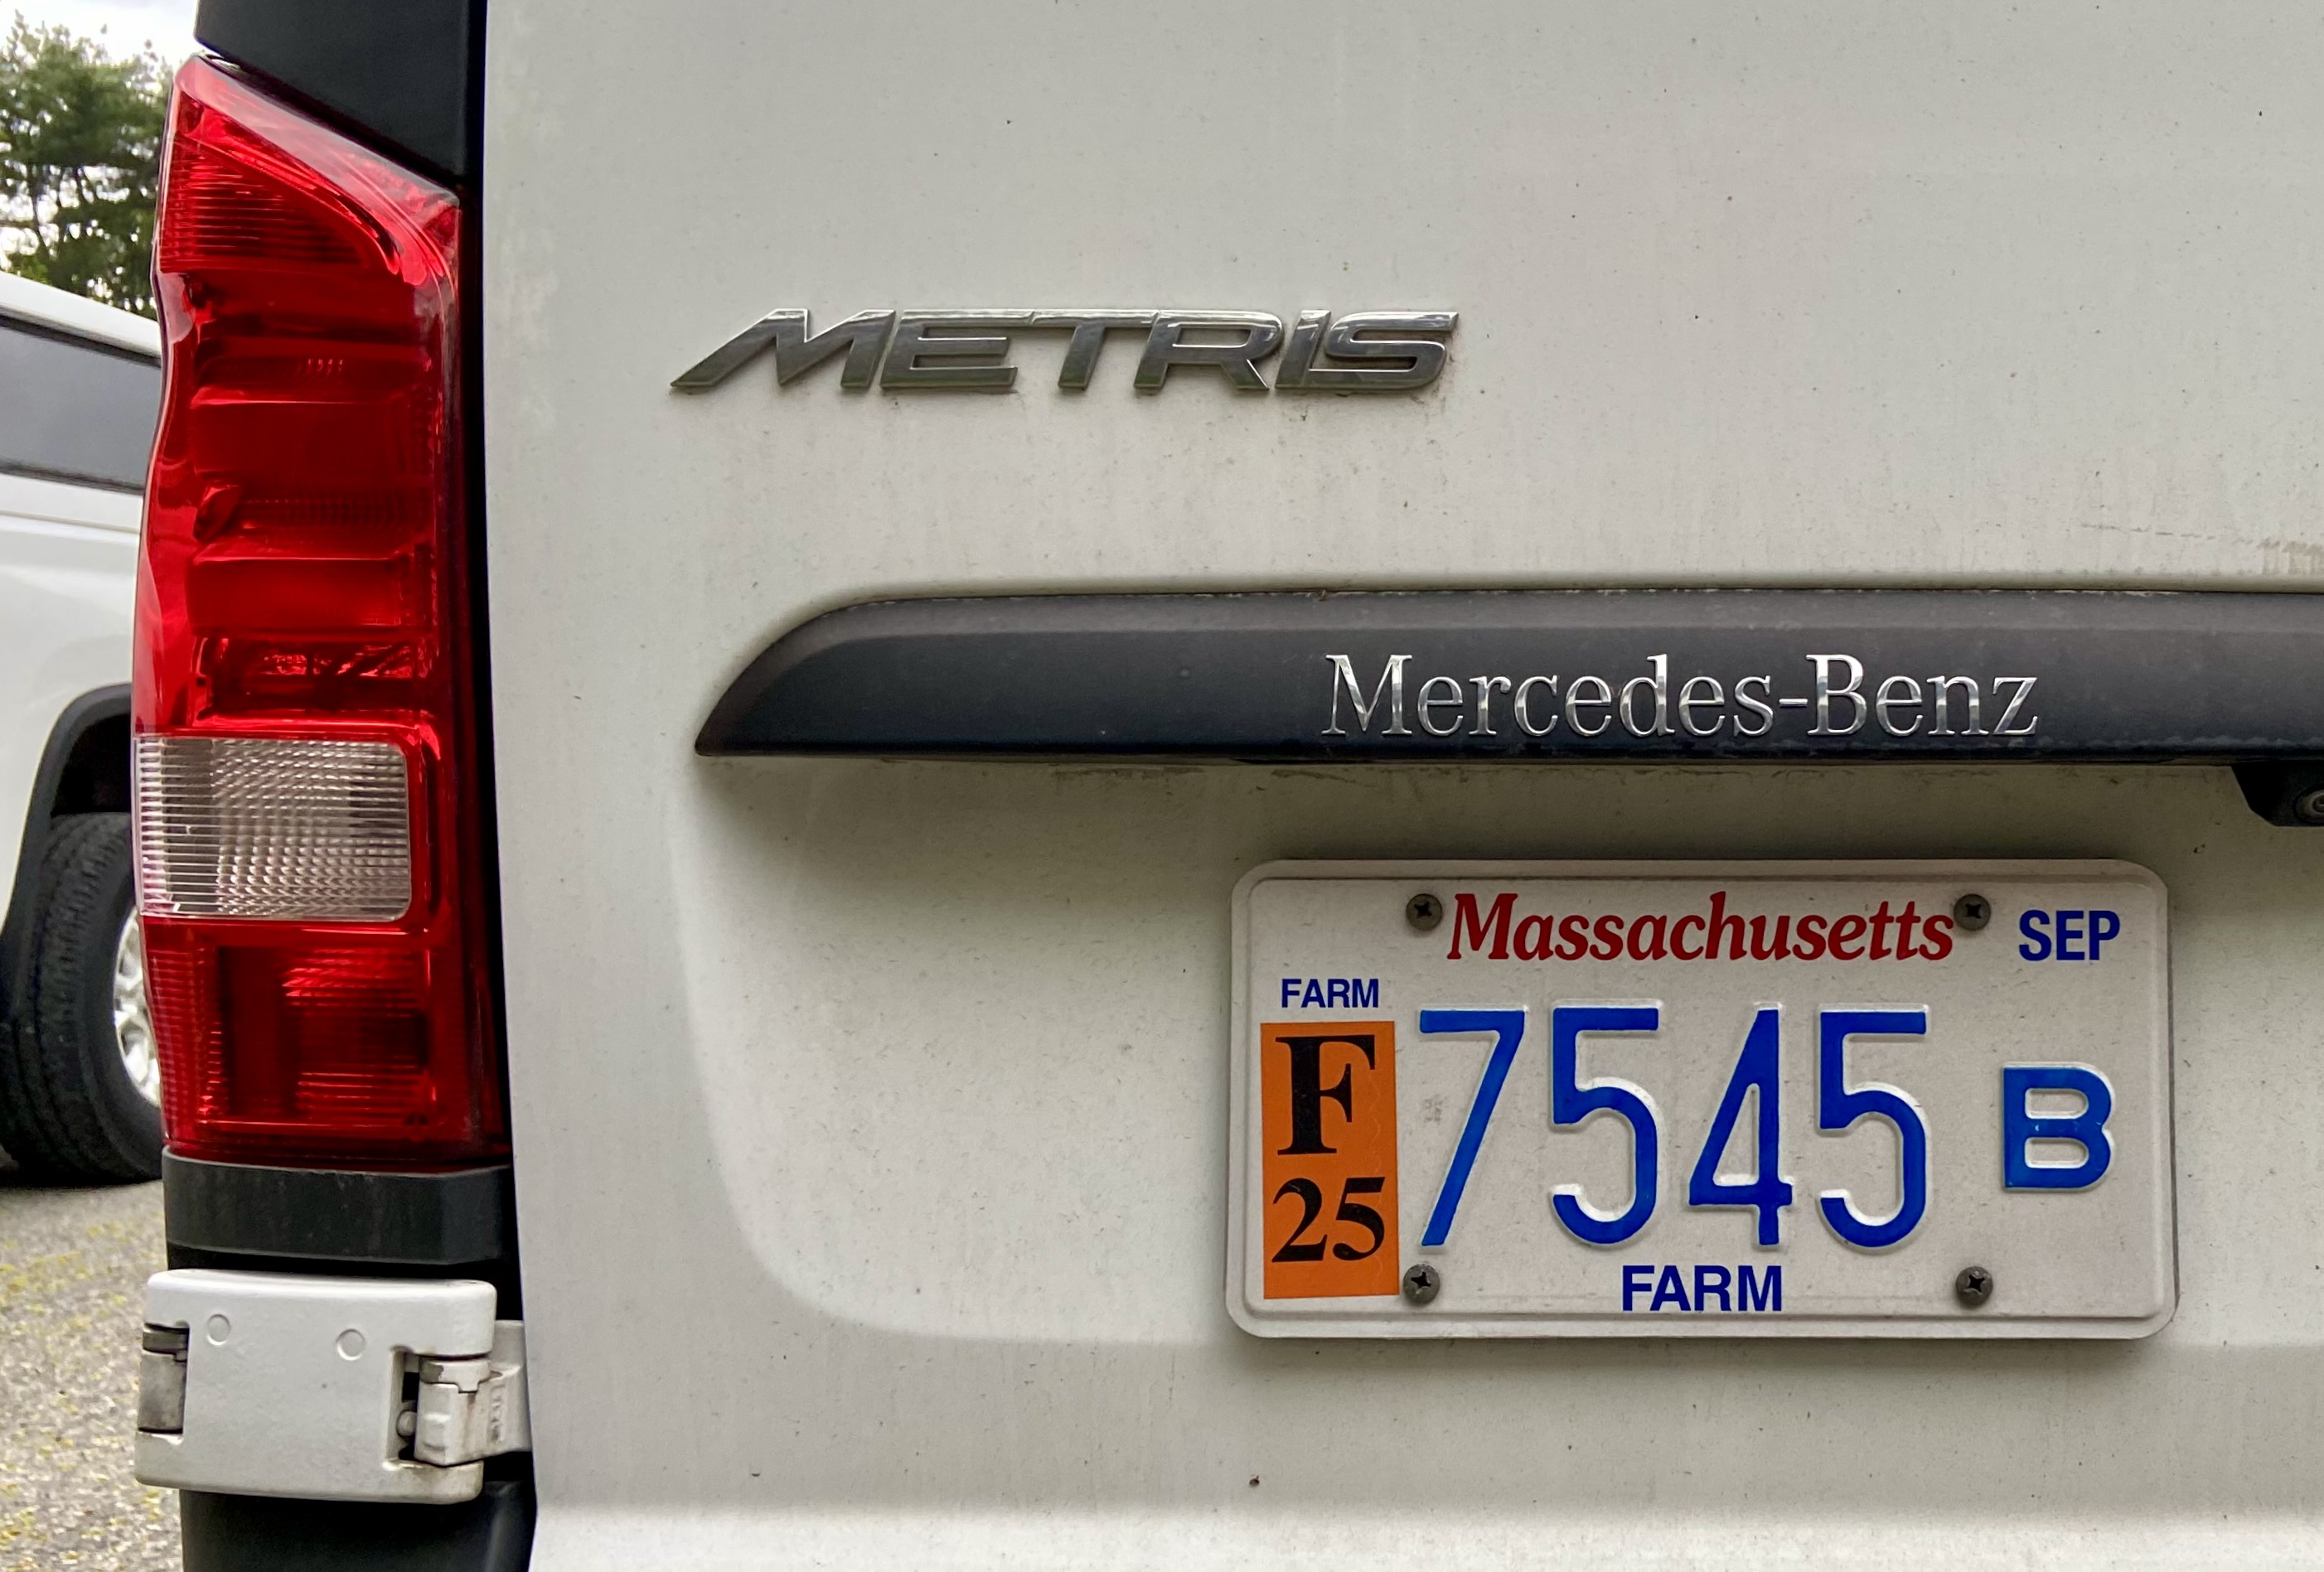 METRIS
Mercedes-Benz
Massachusetts
SEP
FARM
F
25
7545 B
FARM